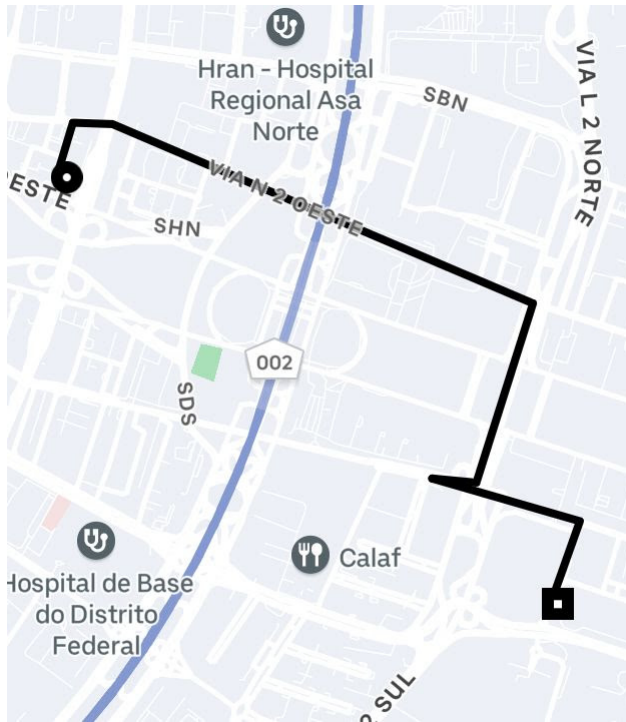 Hran - Hospital
Regional Asa
Norte
SBN
VIA L 2 NORTE
VIA N 2 OESTE
ESTE
SHN
002
SDS
Calaf
Hospital de Base
do Distrito
Federal
SUL